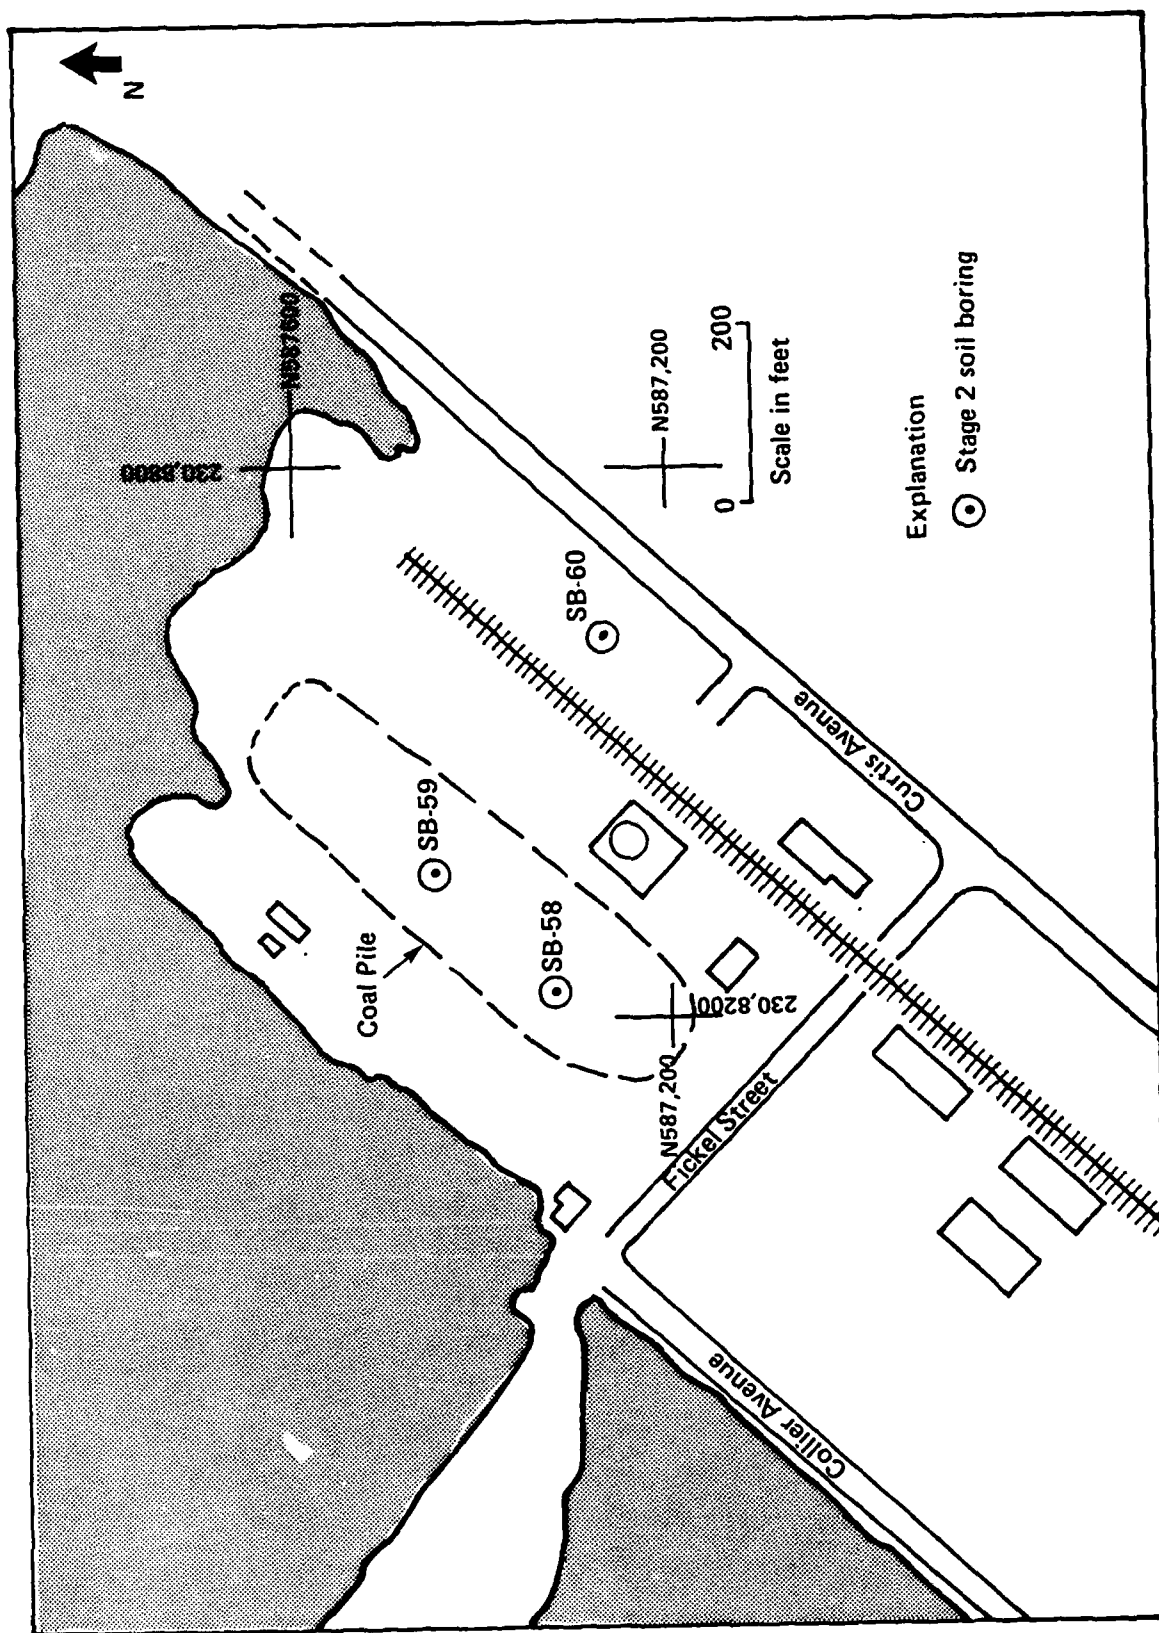 N
N587600
230,8800
N587,200
0 200
Scale in feet
SB-60
SB-59
SB-58
Coal Pile
230,8200
N587,200
Fickel Street
Curtis Avenue
Collier Avenue
Explanation
Stage 2 soil boring